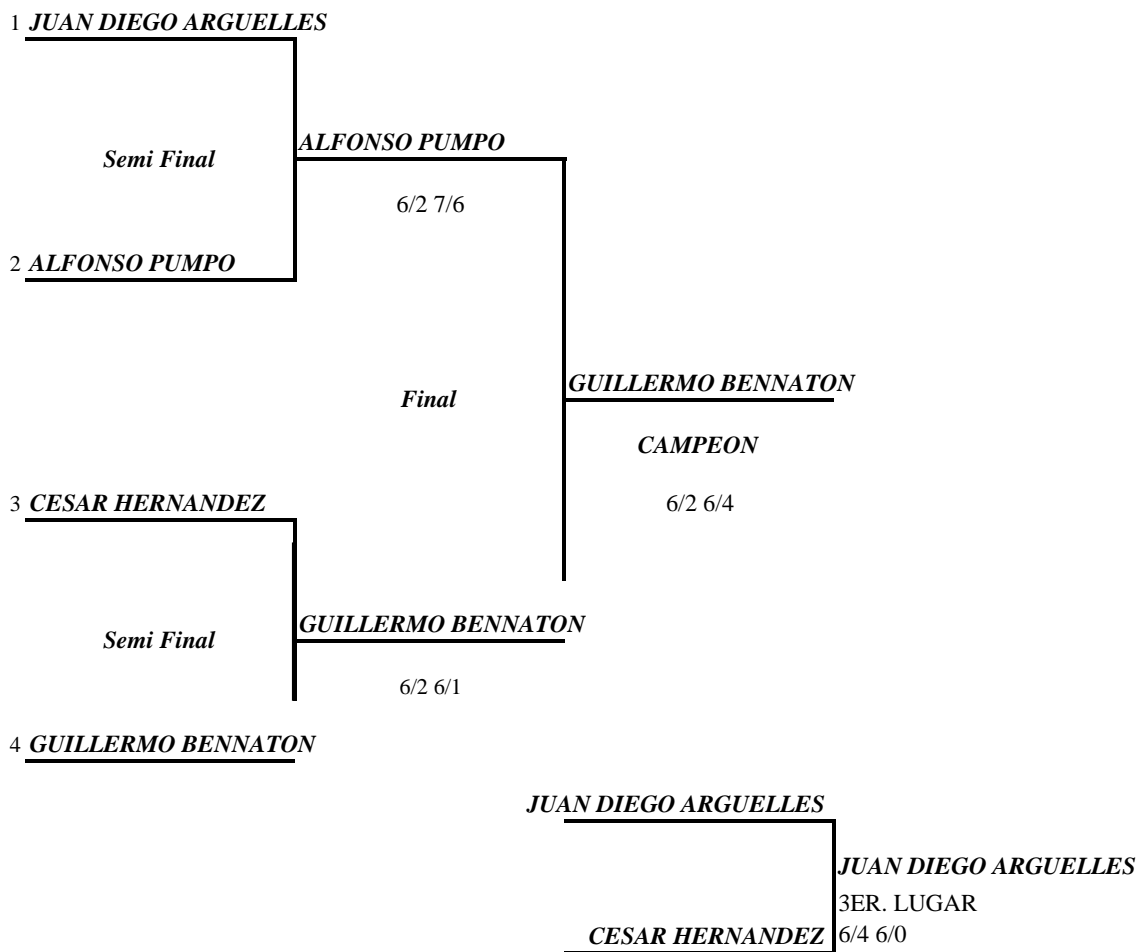 1 JUAN DIEGO ARGUELLES
Semi Final
ALFONSO PUMPO
6/2 7/6
2 ALFONSO PUMPO
Final
GUILLERMO BENNATON
CAMPEON
6/2 6/4
3 CESAR HERNANDEZ
Semi Final
GUILLERMO BENNATON
6/2 6/1
4 GUILLERMO BENNATON
JUAN DIEGO ARGUELLES
JUAN DIEGO ARGUELLES
3ER. LUGAR
CESAR HERNANDEZ 6/4 6/0